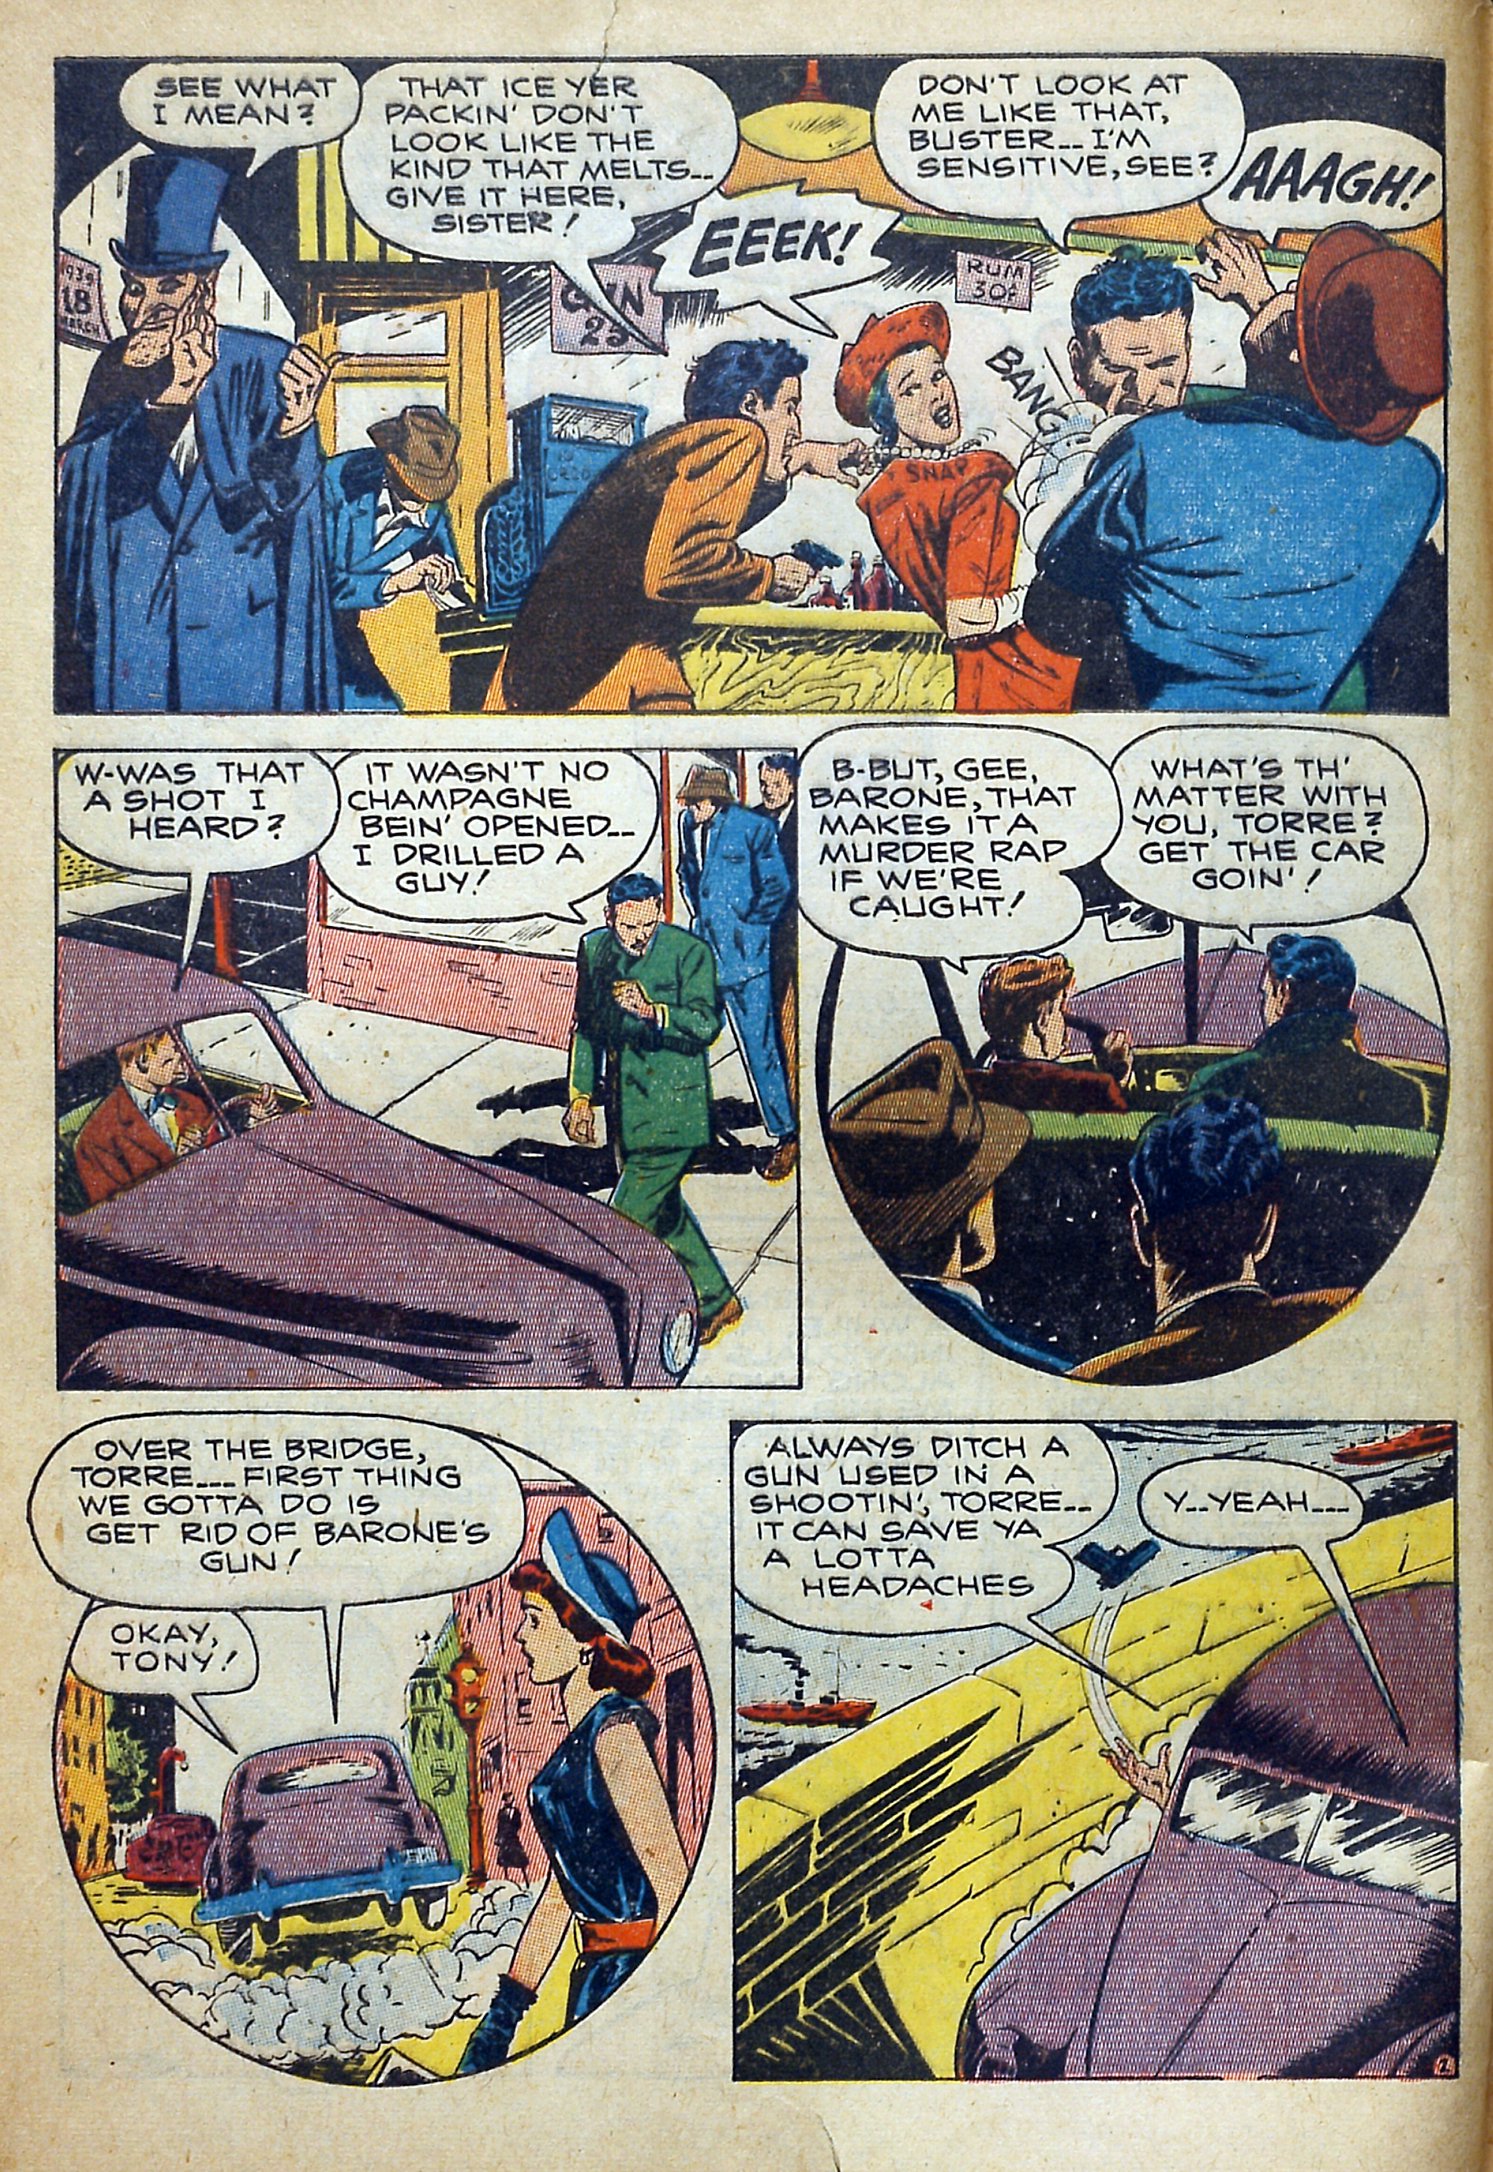 SEE WHAT
I MEAN?
THAT ICE YER
PACKIN' DON'T
LOOK LIKE THE
KIND THAT MELTS--
GIVE IT HERE,
SISTER!
EEEK!
DON'T LOOK AT
ME LIKE THAT,
BUSTER-- I'M
SENSITIVE, SEE?
AAAGH!
1939
18
MARCH
25
RUM
30¢
BANG
SNAP
W-WAS THAT
A SHOT I
HEARD?
IT WASN'T NO
CHAMPAGNE
BEIN' OPENED--
I DRILLED A
GUY!
B-BUT, GEE,
BARONE, THAT
MAKES IT A
MURDER RAP
IF WE'RE
CAUGHT!
WHAT'S TH'
MATTER WITH
YOU, TORRE?
GET THE CAR
GOIN'!
OVER THE BRIDGE,
TORRE--- FIRST THING
WE GOTTA DO IS
GET RID OF BARONE'S
GUN!
OKAY,
TONY!
ALWAYS DITCH A
GUN USED IN A
SHOOTIN', TORRE--
IT CAN SAVE YA
A LOTTA
HEADACHES
Y--YEAH---
2